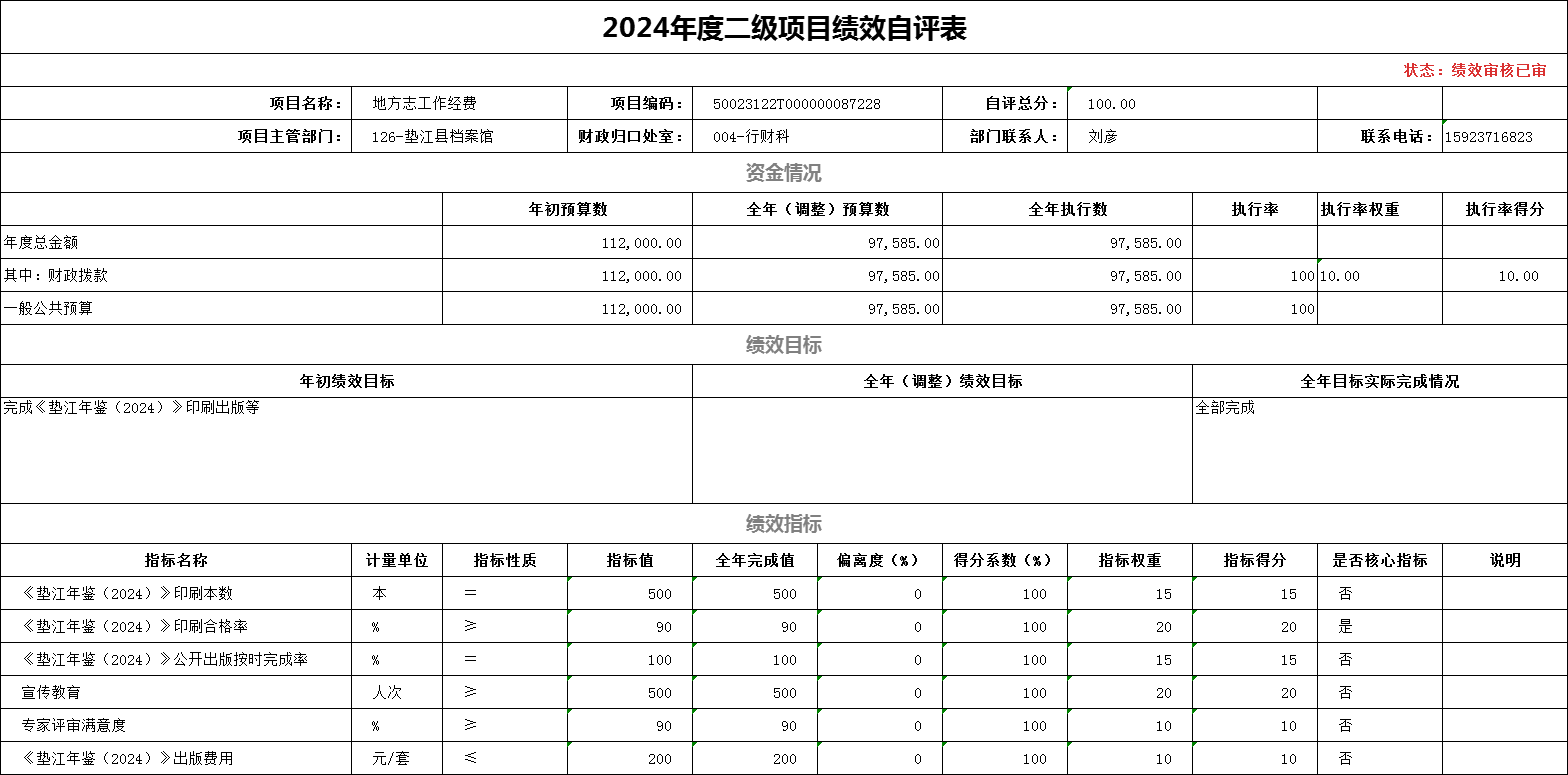 2024年度二级项目绩效自评表
状态：绩效审核已审
项目名称： 地方志工作经费 项目编码： 50023122T000000087228 自评总分： 100.00
项目主管部门： 126-垫江县档案馆 财政归口处室： 004-行财科 部门联系人： 刘彦 联系电话： 15923716823
资金情况
年初预算数 全年（调整）预算数 全年执行数 执行率 执行率权重 执行率得分
年度总金额 112,000.00 97,585.00 97,585.00
其中：财政拨款 112,000.00 97,585.00 97,585.00 100 10.00 10.00
一般公共预算 112,000.00 97,585.00 97,585.00 100
绩效目标
年初绩效目标 全年（调整）绩效目标 全年目标实际完成情况
完成《垫江年鉴（2024）》印刷出版等 全部完成
绩效指标
指标名称 计量单位 指标性质 指标值 全年完成值 偏离度（%） 得分系数（%） 指标权重 指标得分 是否核心指标 说明
《垫江年鉴（2024）》印刷本数 本 ＝ 500 500 0 100 15 15 否
《垫江年鉴（2024）》印刷合格率 % ≥ 90 90 0 100 20 20 是
《垫江年鉴（2024）》公开出版按时完成率 % ＝ 100 100 0 100 15 15 否
宣传教育 人次 ≥ 500 500 0 100 20 20 否
专家评审满意度 % ≥ 90 90 0 100 10 10 否
《垫江年鉴（2024）》出版费用 元/套 ≤ 200 200 0 100 10 10 否